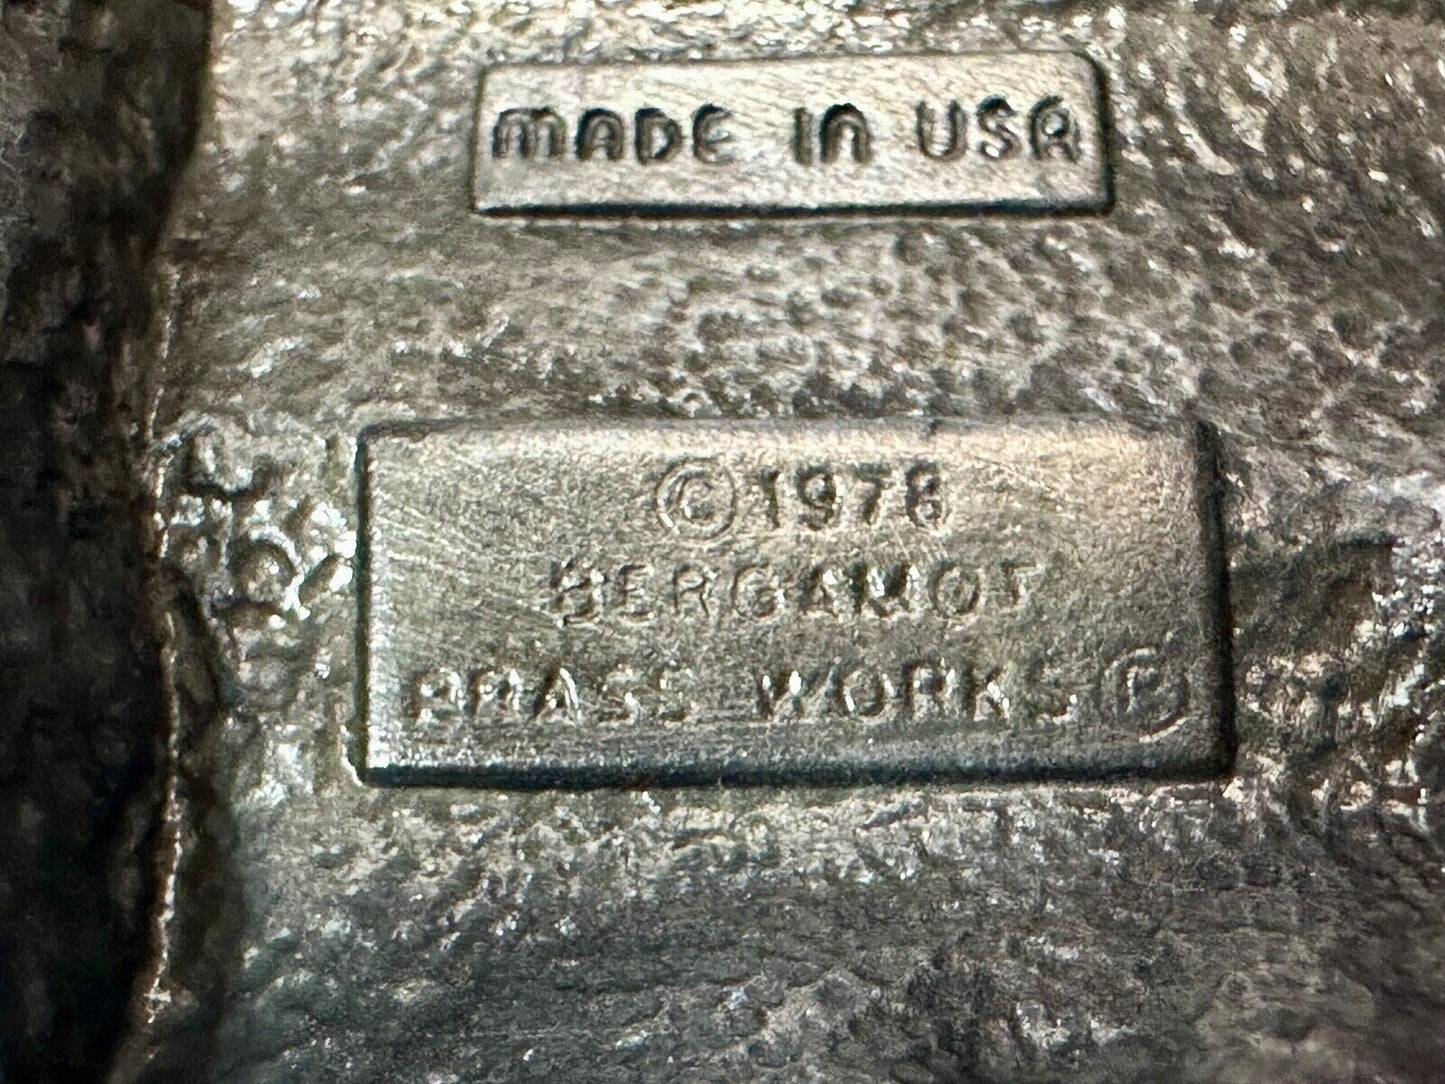 MADE IN USA
©1978
BERGAMOT
BRASS WORKS®